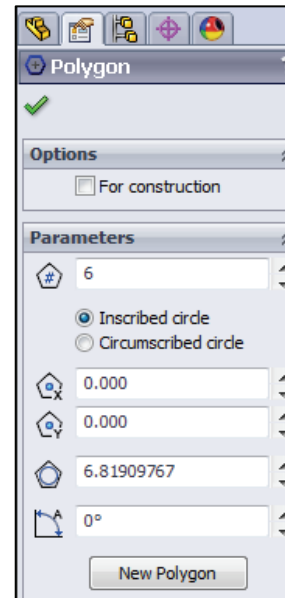 Polygon
Options
For construction
Parameters
6
Inscribed circle
Circumscribed circle
0.000
0.000
6.81909767
0°
New Polygon